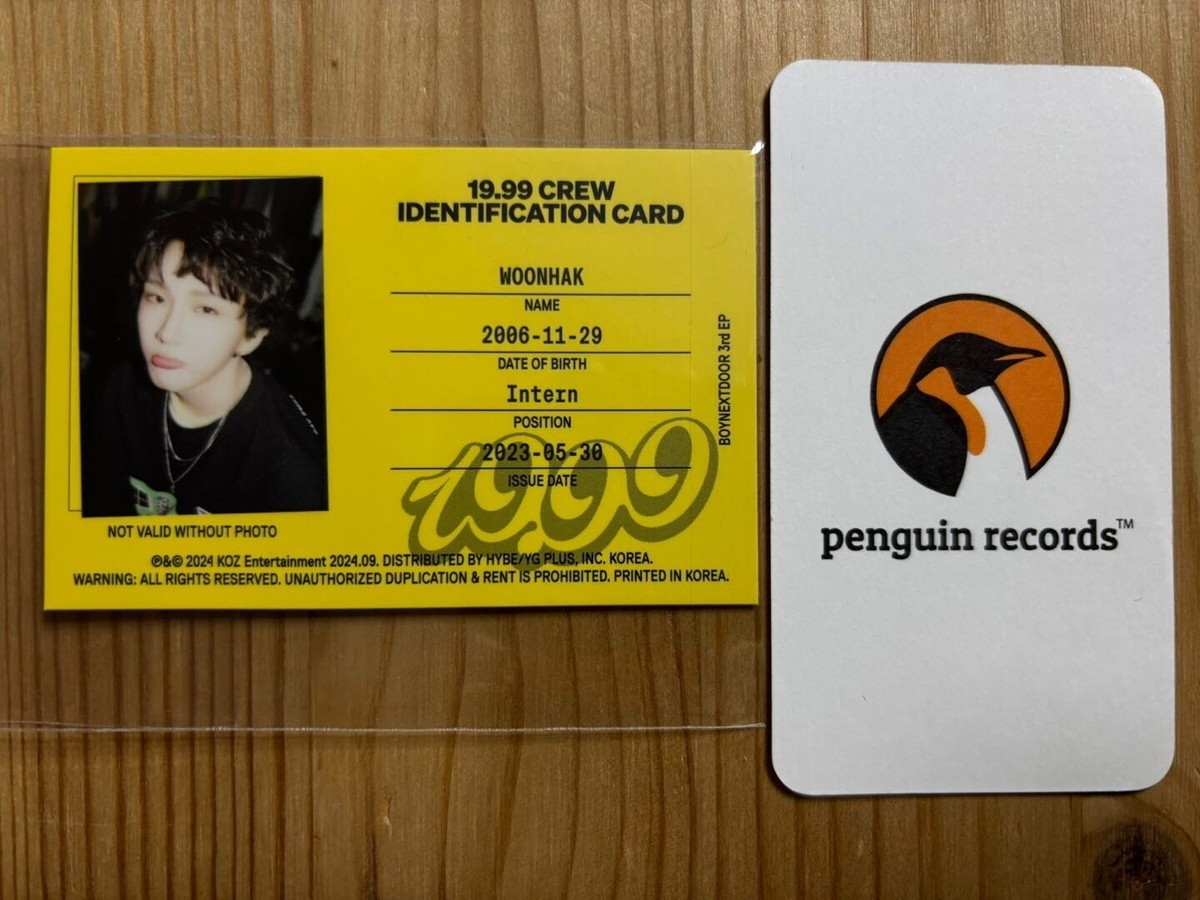 19.99 CREW
IDENTIFICATION CARD
WOONHAK
NAME
2006-11-29
DATE OF BIRTH
Intern
POSITION
2023-05-30
ISSUE DATE
19.99
BOYNEXTDOOR 3rd EP
NOT VALID WITHOUT PHOTO
℗&© 2024 KOZ Entertainment 2024.09. DISTRIBUTED BY HYBE/YG PLUS, INC. KOREA.
WARNING: ALL RIGHTS RESERVED. UNAUTHORIZED DUPLICATION & RENT IS PROHIBITED. PRINTED IN KOREA.
penguin records™